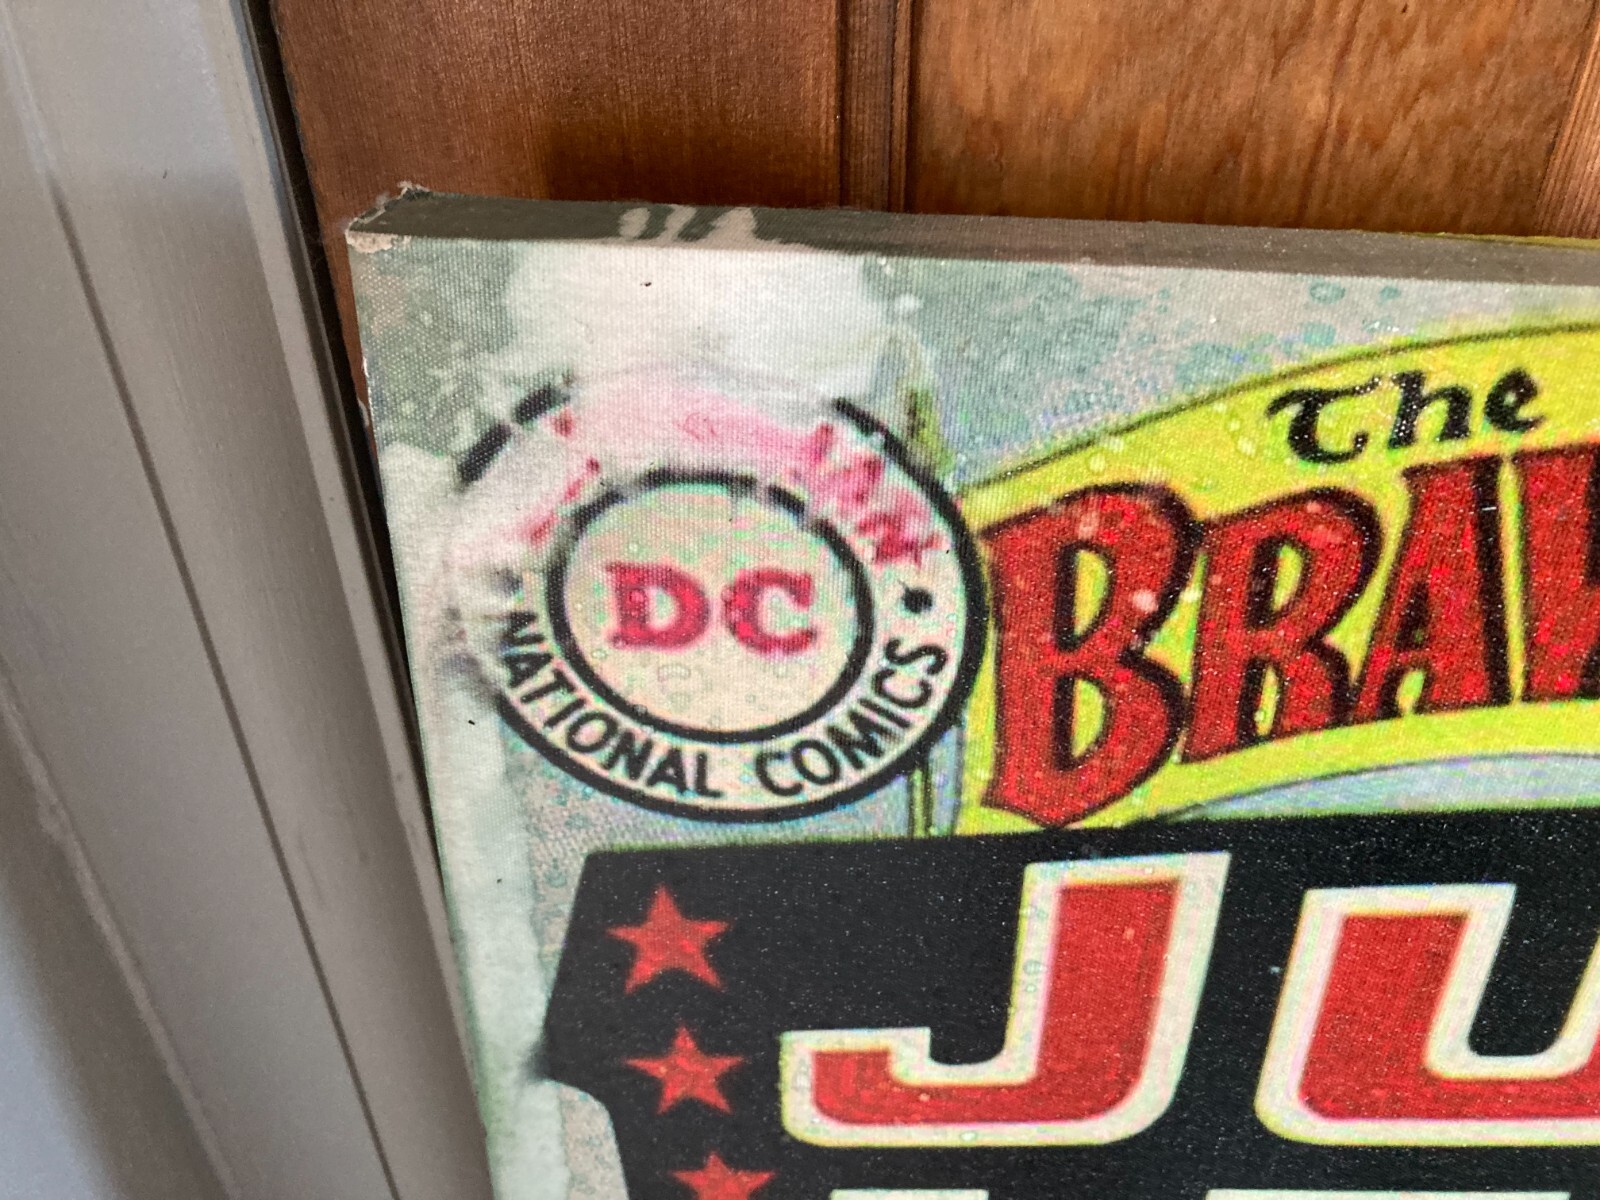 The
BRAV
DC
NATIONAL COMICS
JU